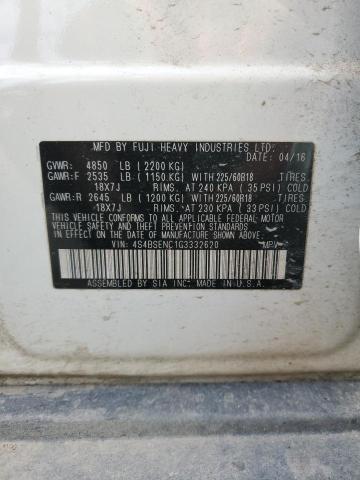 MFD BY FUJI HEAVY INDUSTRIES LTD.
DATE: 04/16
GVWR: 4850 LB (2200 KG)
GAWR:F 2535 LB (1150 KG) WITH 225/60R18 TIRES
18X7J RIMS. AT 240 KPA (35 PSI) COLD
GAWR:R 2645 LB (1200 KG) WITH 225/60R18 TIRES
18X7J RIMS. AT 230 KPA (33 PSI) COLD
THIS VEHICLE CONFORMS TO ALL APPLICABLE
FEDERAL MOTOR VEHICLE SAFETY STANDARDS IN EFFECT
ON THE DATE OF MANUFACTURE SHOWN ABOVE.
VIN: 4S4BSENC1G3332620 MPV
ASSEMBLED BY SIA INC. MADE IN U.S.A.